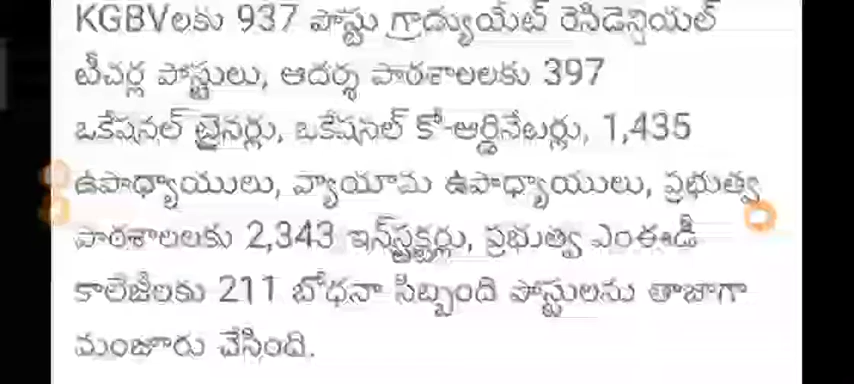 KGBVలకు 937 పోస్టు గ్రాడ్యుయేట్ రెసిడెన్షియల్
టీచర్ల పోస్టులు, ఆదర్శ పాఠశాలలకు 397
ఒకేషనల్ ట్రైనర్లు, ఒకేషనల్ కో-ఆర్డినేటర్లు, 1,435
ఉపాధ్యాయులు, వ్యాయామ ఉపాధ్యాయులు, ప్రభుత్వ
పాఠశాలలకు 2,343 ఇన్‌స్ట్రక్టర్లు, ప్రభుత్వ ఎంఈడీ
కాలేజీలకు 211 బోధనా సిబ్బంది పోస్టులను తాజాగా
మంజూరు చేసింది.